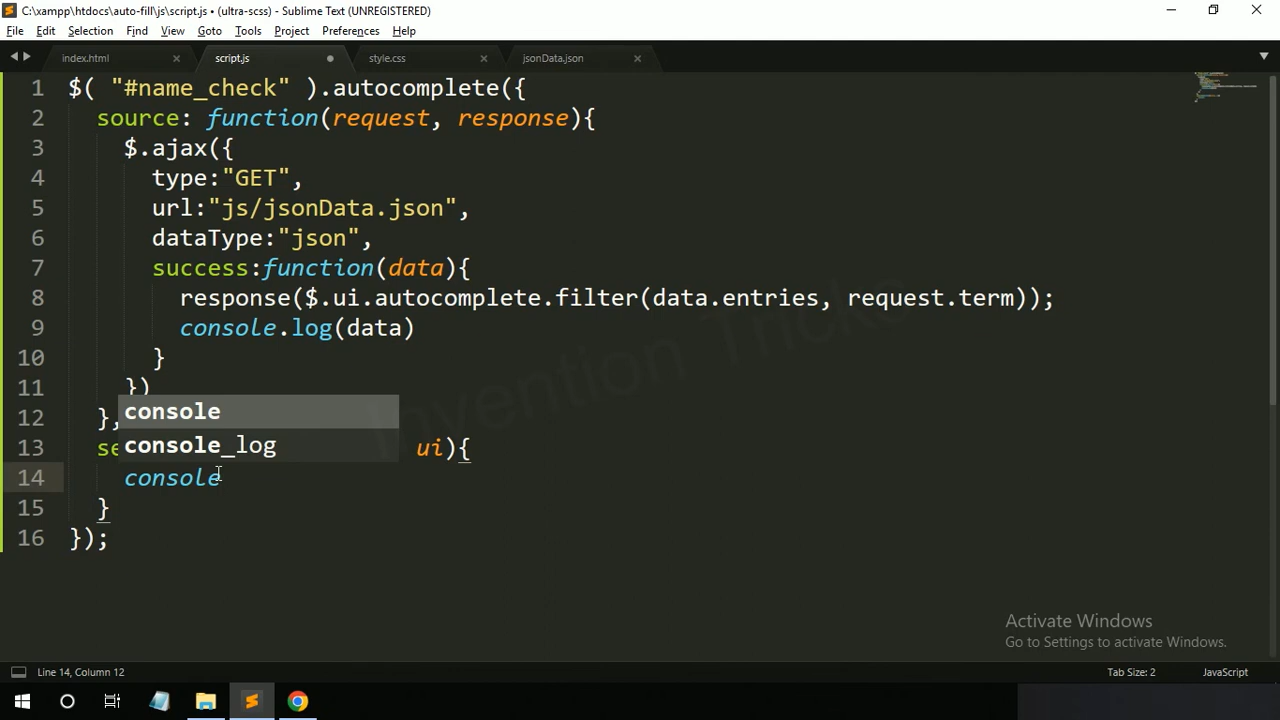 C:\xampp\htdocs\auto-fill\js\script.js • (ultra-scss) - Sublime Text (UNREGISTERED)
File Edit Selection Find View Goto Tools Project Preferences Help
index.html script.js style.css jsonData.json
1 $( "#name_check" ).autocomplete({
2 source: function(request, response){
3 $.ajax({
4 type:"GET",
5 url:"js/jsonData.json",
6 dataType:"json",
7 success:function(data){
8 response($.ui.autocomplete.filter(data.entries, request.term));
9 console.log(data)
10 }
11 })
12 },
console
console_log
13 se ui){
14 console
15 }
16 });
Invention Tricks
Activate Windows
Go to Settings to activate Windows.
Line 14, Column 12 Tab Size: 2 JavaScript